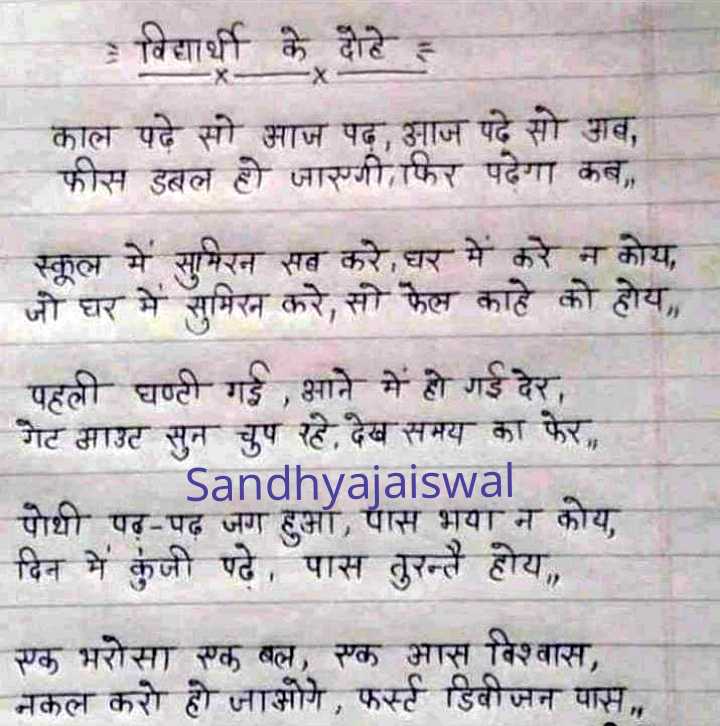 विद्यार्थी के दोहे
काल पढ़े सो आज पढ़, आज पढ़े सो अब,
फीस डबल हो जाएगी, फिर पढ़ेगा कब,,
स्कूल में सुमिरन सब करे, घर में करे न कोय,
जो घर में सुमिरन करे, सो फेल काहे को होय,,
पहली घण्टी गई, आने में हो गई देर,
गेट आउट सुन चुप रहे, देख समय का फेर,,
Sandhyajaiswal
पोथी पढ़-पढ़ जग हुआ, पास भया न कोय,
दिन में कुंजी पढ़े, पास तुरन्तै होय,,
एक भरोसा एक बल, एक आस विश्वास,
नकल करो हो जाओगे, फर्स्ट डिवीजन पास,,